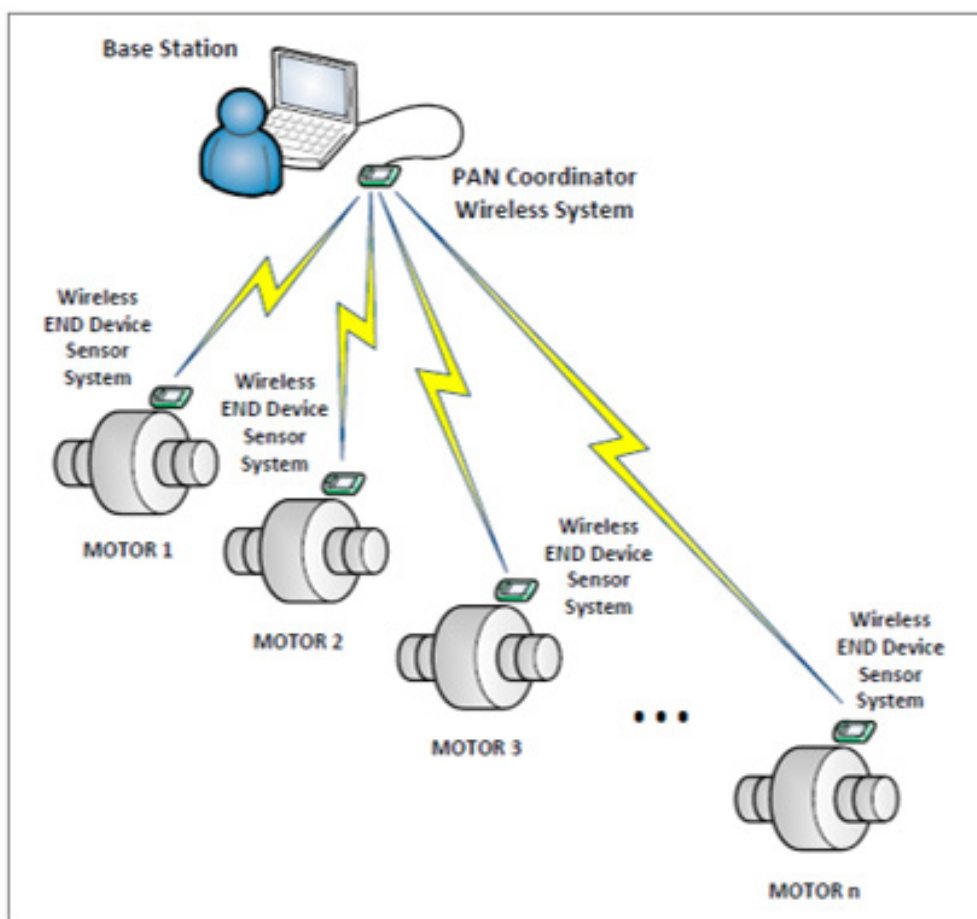 Base Station
PAN Coordinator
Wireless System
Wireless
END Device
Sensor
System
MOTOR 1
Wireless
END Device
Sensor
System
MOTOR 2
Wireless
END Device
Sensor
System
MOTOR 3
...
Wireless
END Device
Sensor
System
MOTOR n